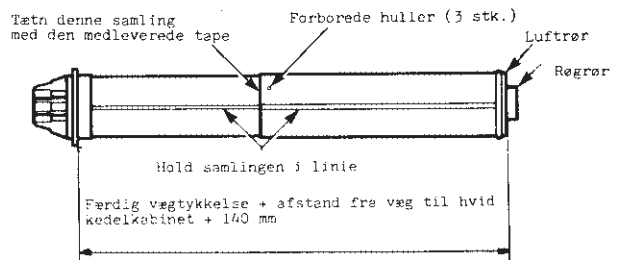 Tætn denne samling
med den medleverede tape
Forborede huller (3 stk.)
Luftrør
Røgrør
Hold samlingen i linie
Færdig vægtykkelse + afstand fra væg til hvid
kedelkabinet + 140 mm